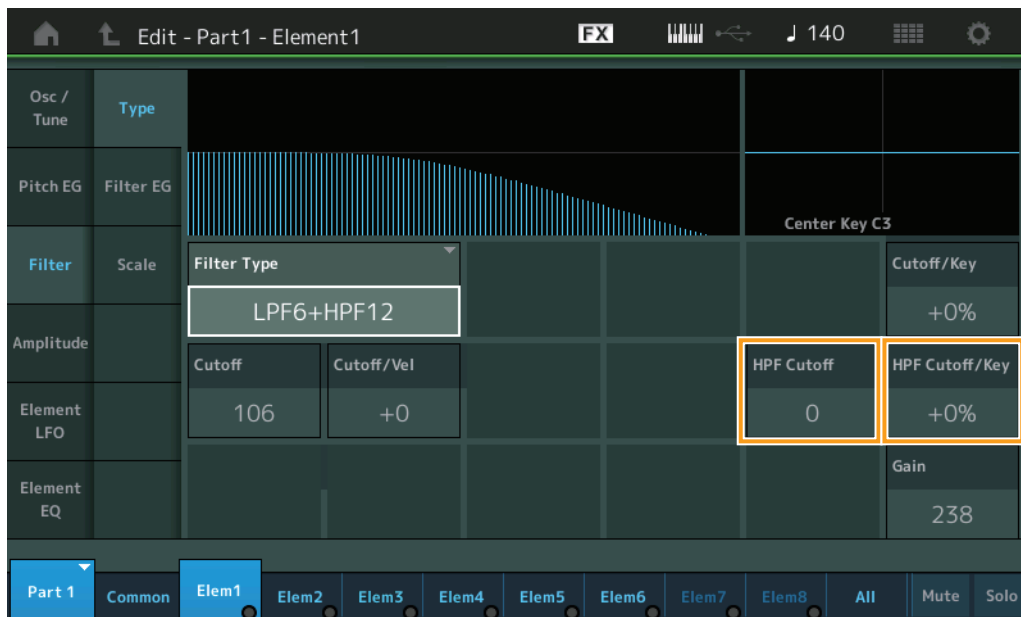 Edit - Part1 - Element1
FX
♩ 140
Osc /
Tune
Type
Pitch EG
Filter EG
Center Key C3
Filter
Scale
Filter Type
LPF6+HPF12
Cutoff/Key
+0%
Amplitude
Cutoff
106
Cutoff/Vel
+0
HPF Cutoff
0
HPF Cutoff/Key
+0%
Element
LFO
Element
EQ
Gain
238
Part 1
Common
Elem1
Elem2
Elem3
Elem4
Elem5
Elem6
Elem7
Elem8
All
Mute
Solo